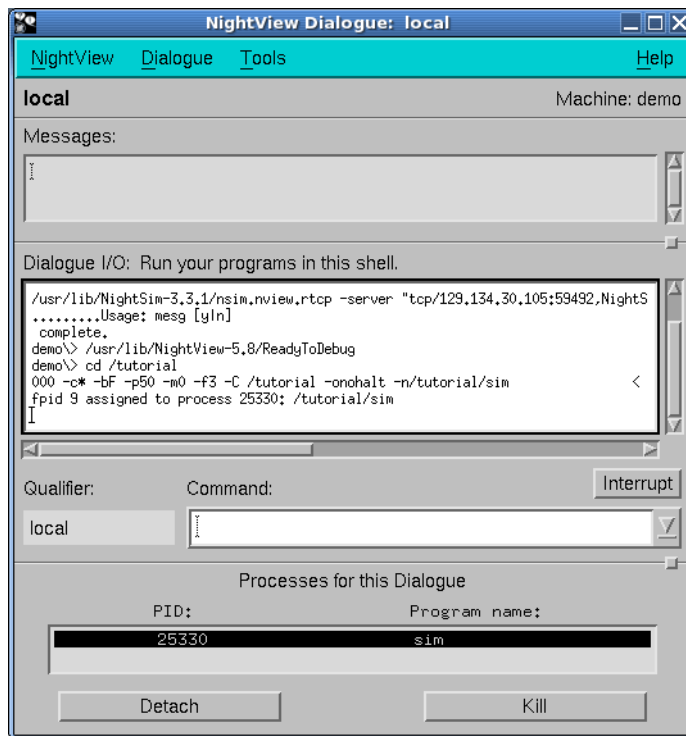 NightView Dialogue: local
NightView Dialogue Tools Help
local Machine: demo
Messages:
Dialogue I/O: Run your programs in this shell.
/usr/lib/NightSim-3.3.1/nsim.nview.rtcp -server "tcp/129.134.30.105:59492,NightS
.........Usage: mesg [y|n]
complete.
demo\> /usr/lib/NightView-5.8/ReadyToDebug
demo\> cd /tutorial
000 -c* -bF -p50 -m0 -f3 -C /tutorial -onohalt -n/tutorial/sim <
fpid 9 assigned to process 25330: /tutorial/sim
Interrupt
Qualifier: Command:
local
Processes for this Dialogue
PID: Program name:
25330 sim
Detach Kill